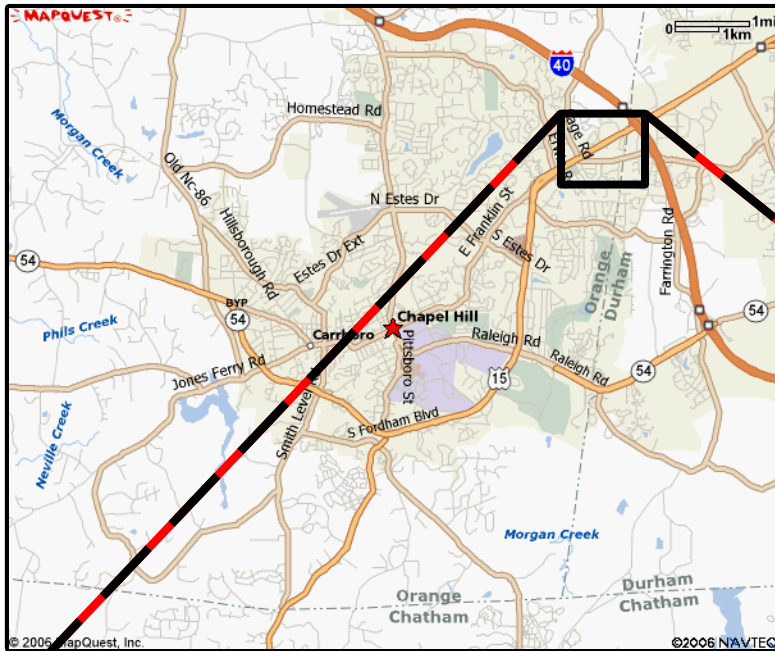 MAPQUEST
1mi
0
1km
40
Homestead Rd
Morgan Creek
Old Nc-86
N Estes Dr
Hillsborough Rd
Estes Dr Ext
E Franklin St
S Estes Dr
Farrington Rd
Orange
Durham
54
BYP
54
54
Chapel Hill
Carrboro
Raleigh Rd
Phils Creek
Pittsboro St
Raleigh Rd
54
Jones Ferry Rd
15
Neville Creek
S Fordham Blvd
Morgan Creek
Durham
Chatham
Orange
Chatham
© 2006 MapQuest, Inc.
©2006 NAVTEQ